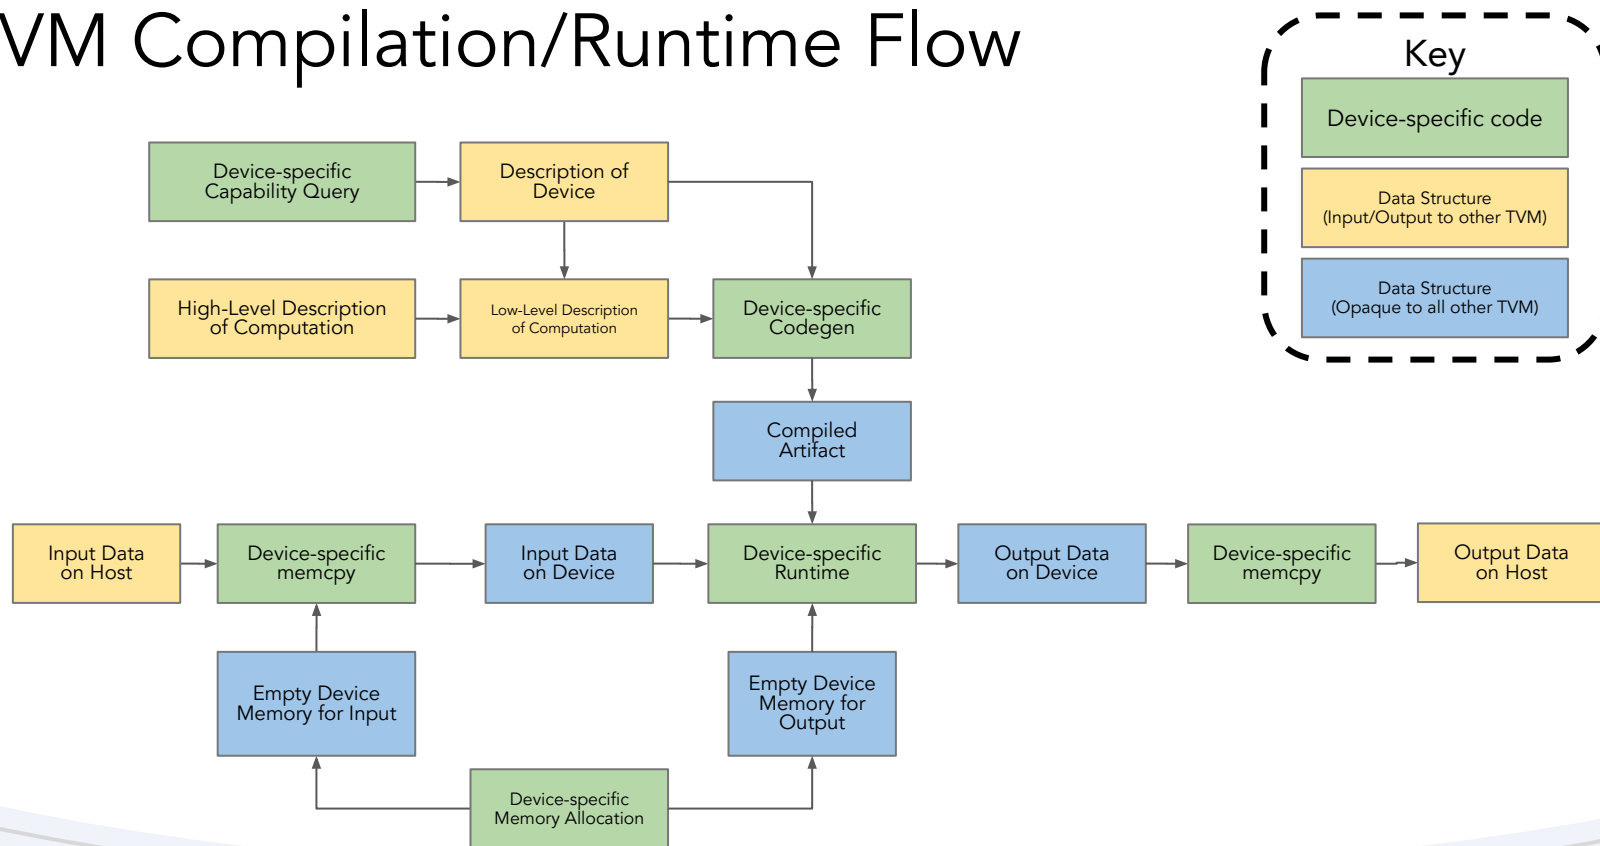 VM Compilation/Runtime Flow
Key
Device-specific code
Data Structure
(Input/Output to other TVM)
Data Structure
(Opaque to all other TVM)
Device-specific
Capability Query
Description of
Device
High-Level Description
of Computation
Low-Level Description
of Computation
Device-specific
Codegen
Compiled
Artifact
Input Data
on Host
Device-specific
memcpy
Input Data
on Device
Device-specific
Runtime
Output Data
on Device
Device-specific
memcpy
Output Data
on Host
Empty Device
Memory for Input
Empty Device
Memory for
Output
Device-specific
Memory Allocation